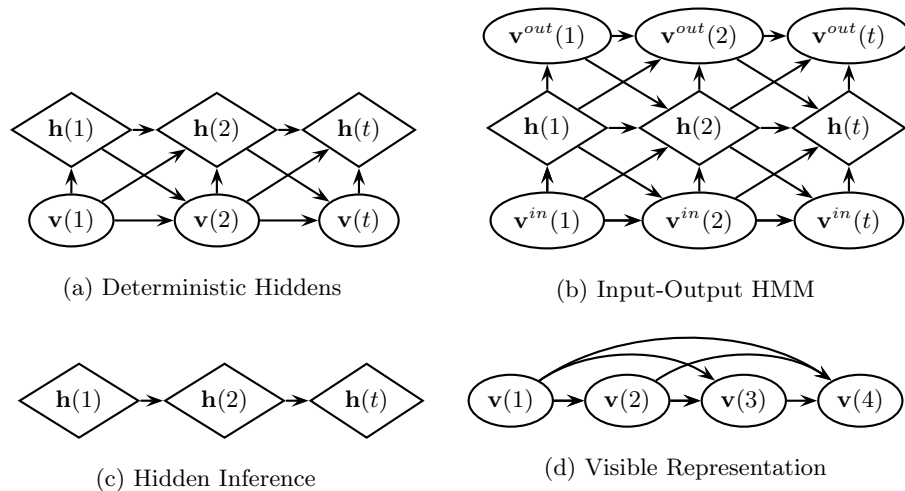 h(1) h(2) h(t)
v(1) v(2) v(t)
(a) Deterministic Hiddens
v^{out}(1) v^{out}(2) v^{out}(t)
h(1) h(2) h(t)
v^{in}(1) v^{in}(2) v^{in}(t)
(b) Input-Output HMM
h(1) h(2) h(t)
(c) Hidden Inference
v(1) v(2) v(3) v(4)
(d) Visible Representation